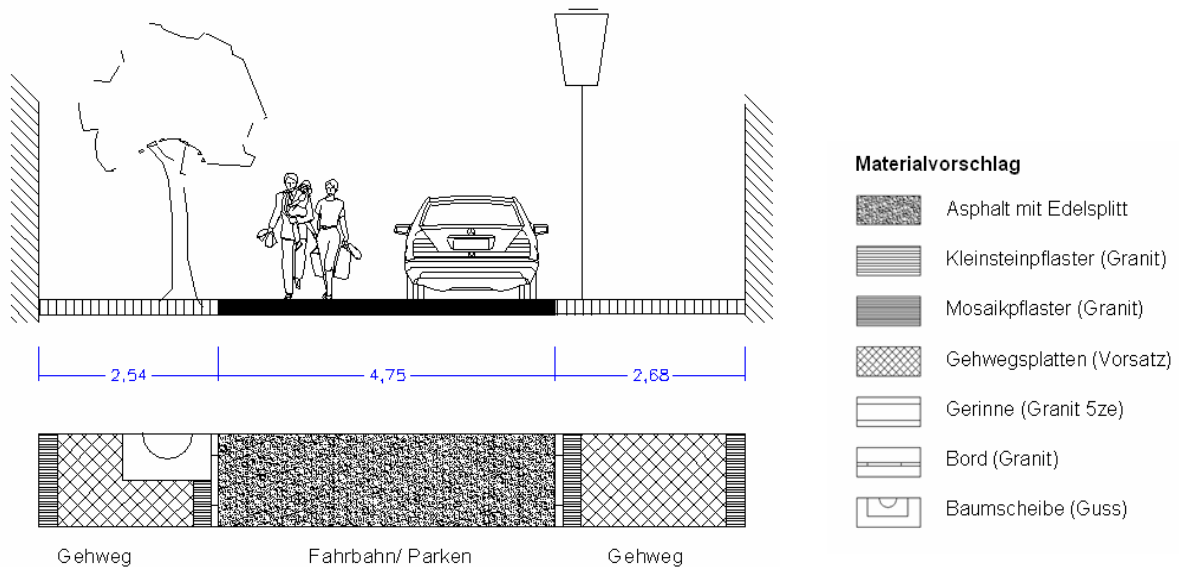 2,54
4,75
2,68
Gehweg
Fahrbahn/ Parken
Gehweg
Materialvorschlag
Asphalt mit Edelsplitt
Kleinsteinpflaster (Granit)
Mosaikpflaster (Granit)
Gehwegsplatten (Vorsatz)
Gerinne (Granit 5ze)
Bord (Granit)
Baumscheibe (Guss)